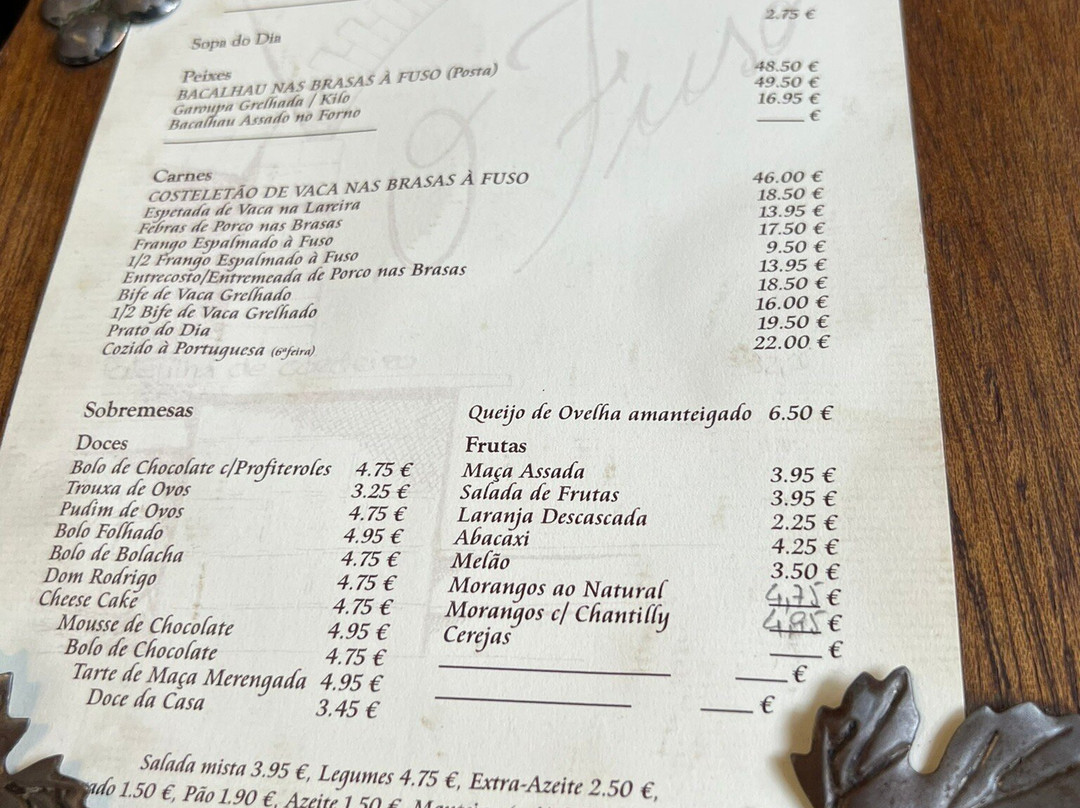 Sopa do Dia 2.75 €
Peixes
BACALHAU NAS BRASAS À FUSO (Posta) 48.50 €
Garoupa Grelhada / Kilo 49.50 €
Bacalhau Assado no Forno 16.95 €
€
Carnes
COSTELETÃO DE VACA NAS BRASAS À FUSO 46.00 €
Espetada de Vaca na Lareira 18.50 €
Febras de Porco nas Brasas 13.95 €
Frango Espalmado à Fuso 17.50 €
1/2 Frango Espalmado à Fuso 9.50 €
Entrecosto/Entremeada de Porco nas Brasas 13.95 €
Bife de Vaca Grelhado 18.50 €
1/2 Bife de Vaca Grelhado 16.00 €
Prato do Dia 19.50 €
Cozido à Portuguesa (6ªfeira) 22.00 €
Sobremesas
Doces
Bolo de Chocolate c/Profiteroles 4.75 €
Trouxa de Ovos 3.25 €
Pudim de Ovos 4.75 €
Bolo Folhado 4.95 €
Bolo de Bolacha 4.75 €
Dom Rodrigo 4.75 €
Cheese Cake 4.75 €
Mousse de Chocolate 4.95 €
Bolo de Chocolate 4.75 €
Tarte de Maça Merengada 4.95 €
Doce da Casa 3.45 €
Queijo de Ovelha amanteigado 6.50 €
Frutas
Maça Assada 3.95 €
Salada de Frutas 3.95 €
Laranja Descascada 2.25 €
Abacaxi 4.25 €
Melão 3.50 €
Morangos ao Natural 4,75 €
Morangos c/ Chantilly 4,95 €
Cerejas €
€
€
Salada mista 3.95 €, Legumes 4.75 €, Extra-Azeite 2.50 €,
1.50 €, Pão 1.90 €, Azeite 1.50 €
O Fuso